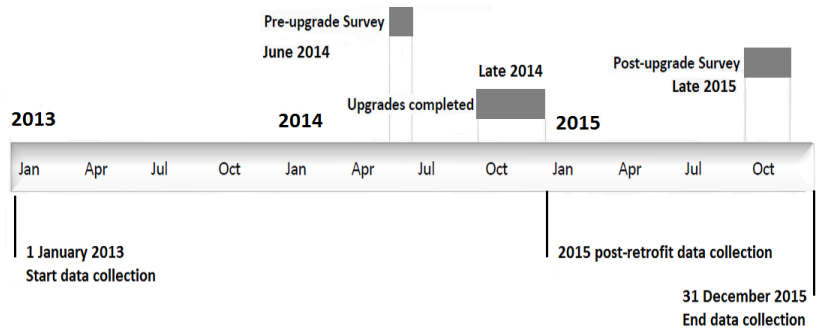 Pre-upgrade Survey
June 2014
Late 2014
Upgrades completed
Post-upgrade Survey
Late 2015
2013
2014
2015
Jan Apr Jul Oct Jan Apr Jul Oct Jan Apr Jul Oct
1 January 2013
Start data collection
2015 post-retrofit data collection
31 December 2015
End data collection